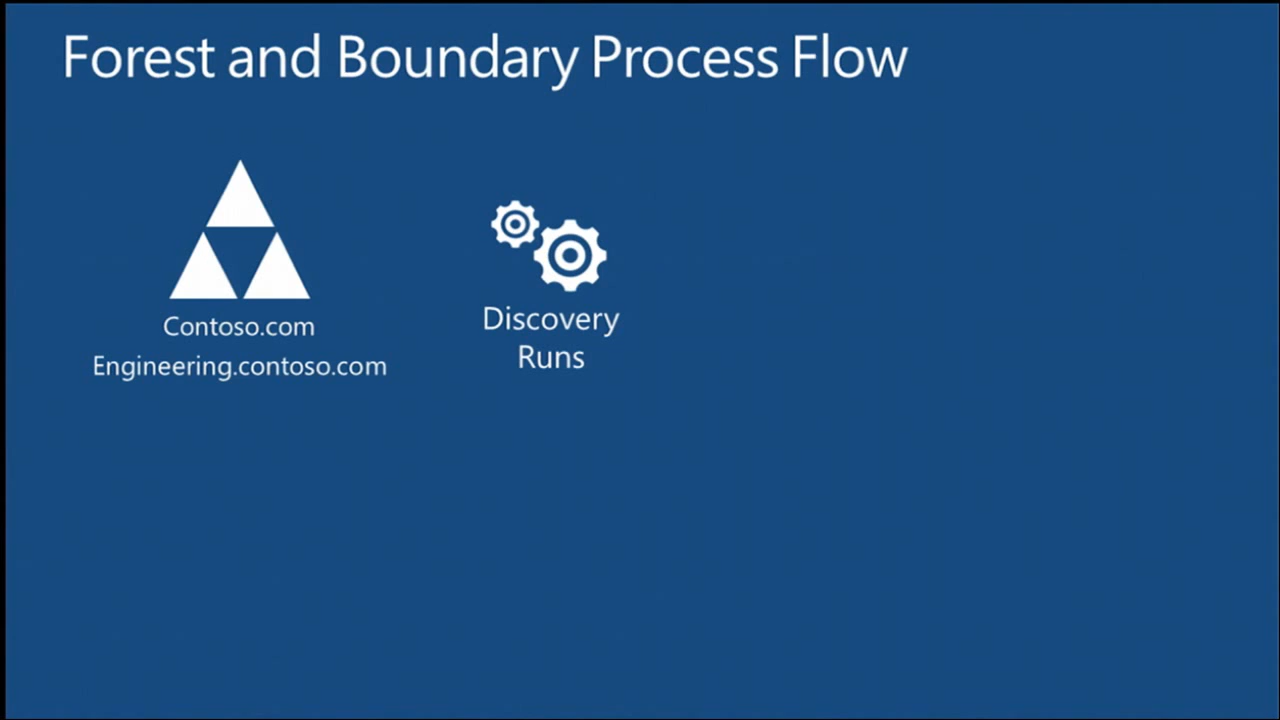 Forest and Boundary Process Flow
Contoso.com
Engineering.contoso.com
Discovery
Runs